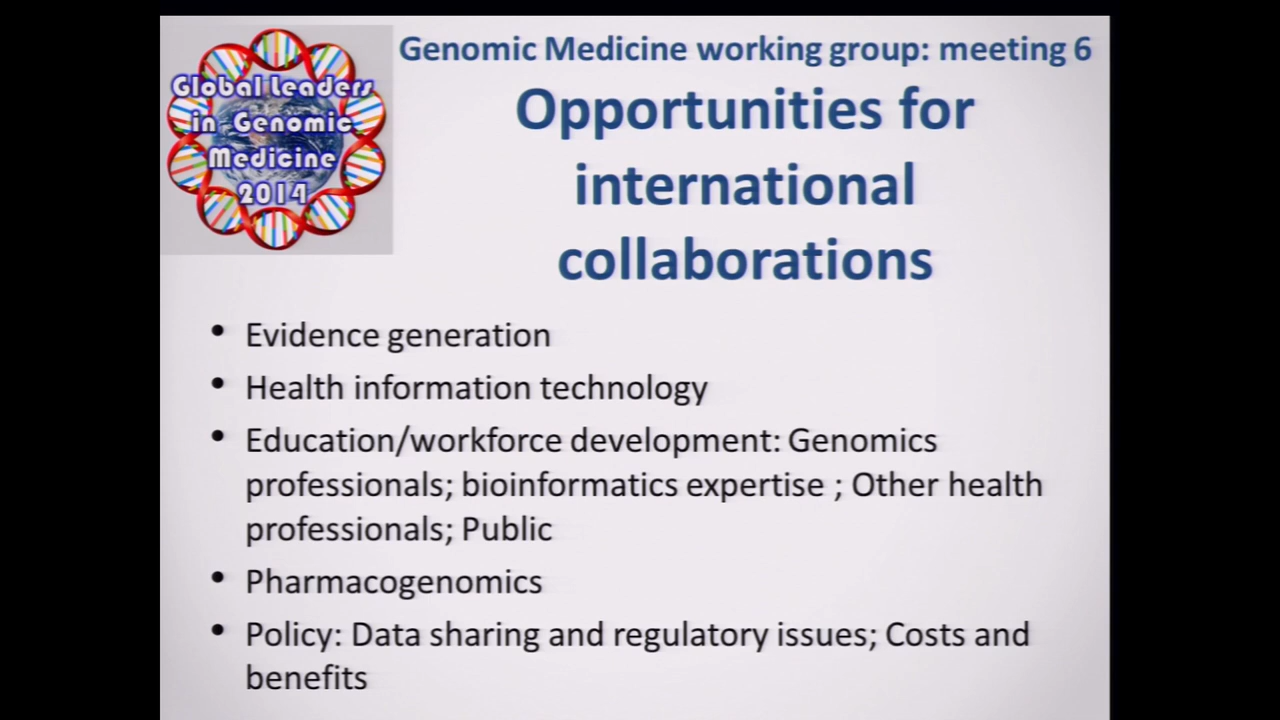 Global Leaders
in Genomic
Medicine
2014
Genomic Medicine working group: meeting 6
Opportunities for
international
collaborations
• Evidence generation
• Health information technology
• Education/workforce development: Genomics
professionals; bioinformatics expertise ; Other health
professionals; Public
• Pharmacogenomics
• Policy: Data sharing and regulatory issues; Costs and
benefits